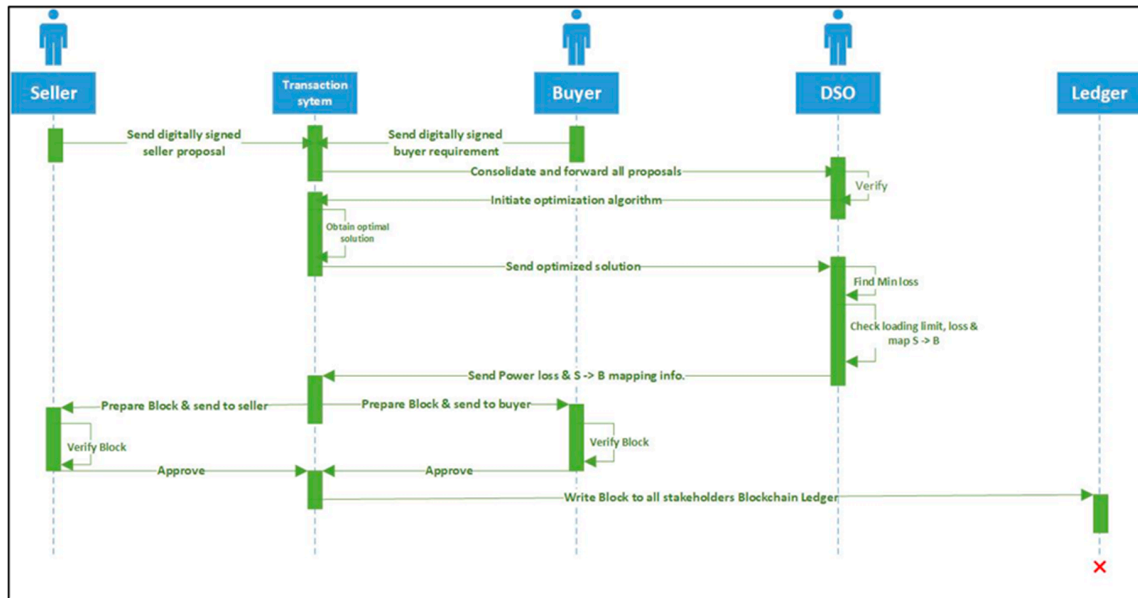 Seller
Transaction
sytem
Buyer
DSO
Ledger
Send digitally signed
seller proposal
Send digitally signed
buyer requirement
Consolidate and forward all proposals
Verify
Initiate optimization algorithm
Obtain optimal
solution
Send optimized solution
Find Min loss
Check loading limit, loss &
map S -> B
Send Power loss & S -> B mapping info.
Prepare Block & send to seller
Prepare Block & send to buyer
Verify Block
Verify Block
Approve
Approve
Write Block to all stakeholders Blockchain Ledger